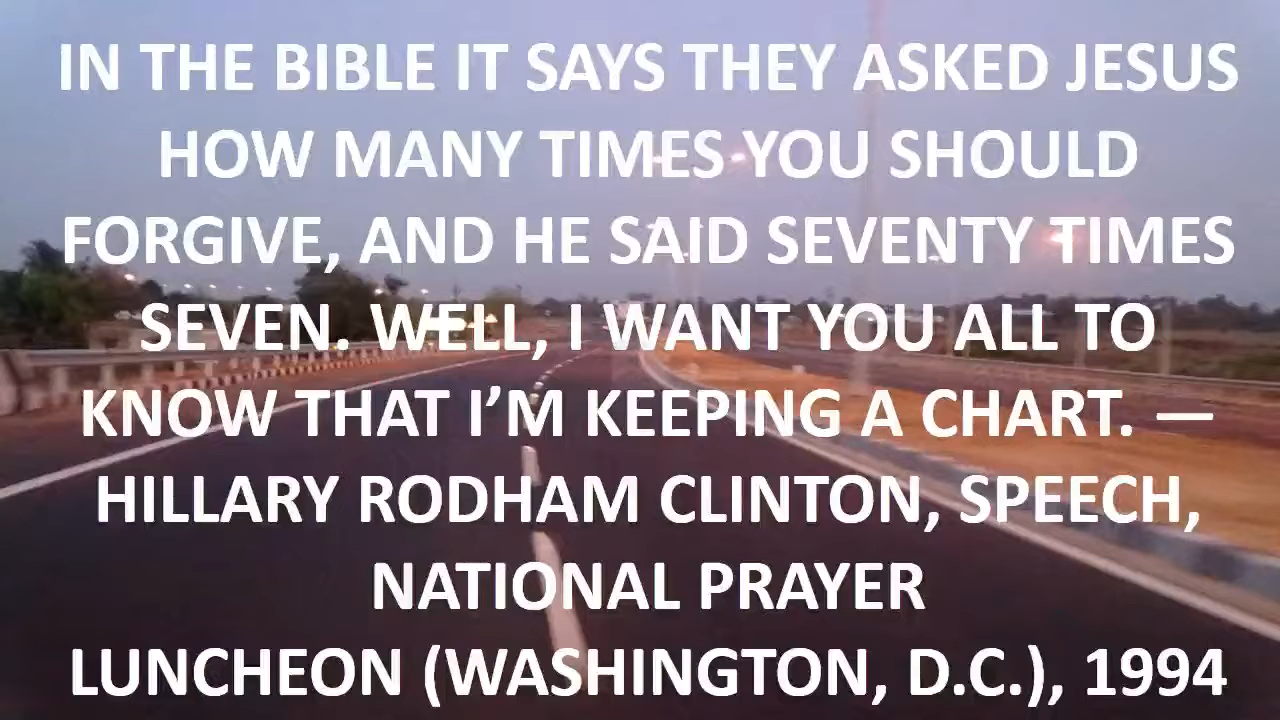 IN THE BIBLE IT SAYS THEY ASKED JESUS
HOW MANY TIMES YOU SHOULD
FORGIVE, AND HE SAID SEVENTY TIMES
SEVEN. WELL, I WANT YOU ALL TO
KNOW THAT I’M KEEPING A CHART. —
HILLARY RODHAM CLINTON, SPEECH,
NATIONAL PRAYER
LUNCHEON (WASHINGTON, D.C.), 1994